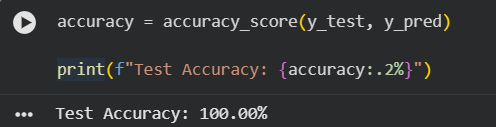 accuracy = accuracy_score(y_test, y_pred)
print(f"Test Accuracy: {accuracy:.2%}")
Test Accuracy: 100.00%